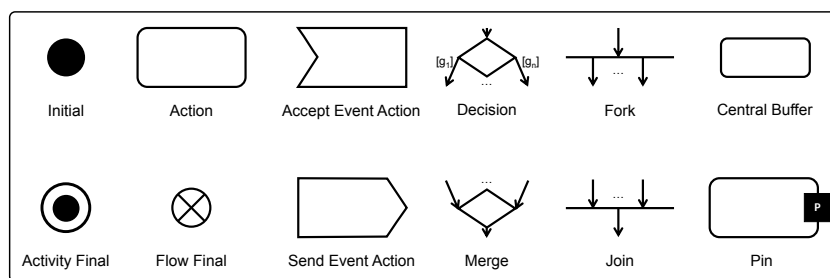 [g₁] [gₙ]
...
...
Initial Action Accept Event Action Decision Fork Central Buffer
...
...
P
Activity Final Flow Final Send Event Action Merge Join Pin